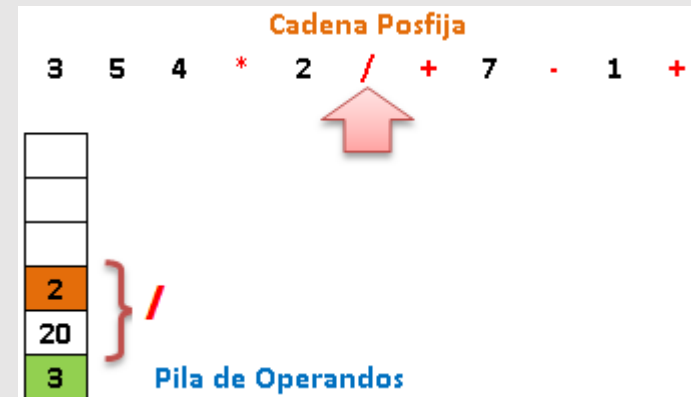 Cadena Posfija
3 5 4 * 2 / + 7 - 1 +
2
/
20
3
Pila de Operandos